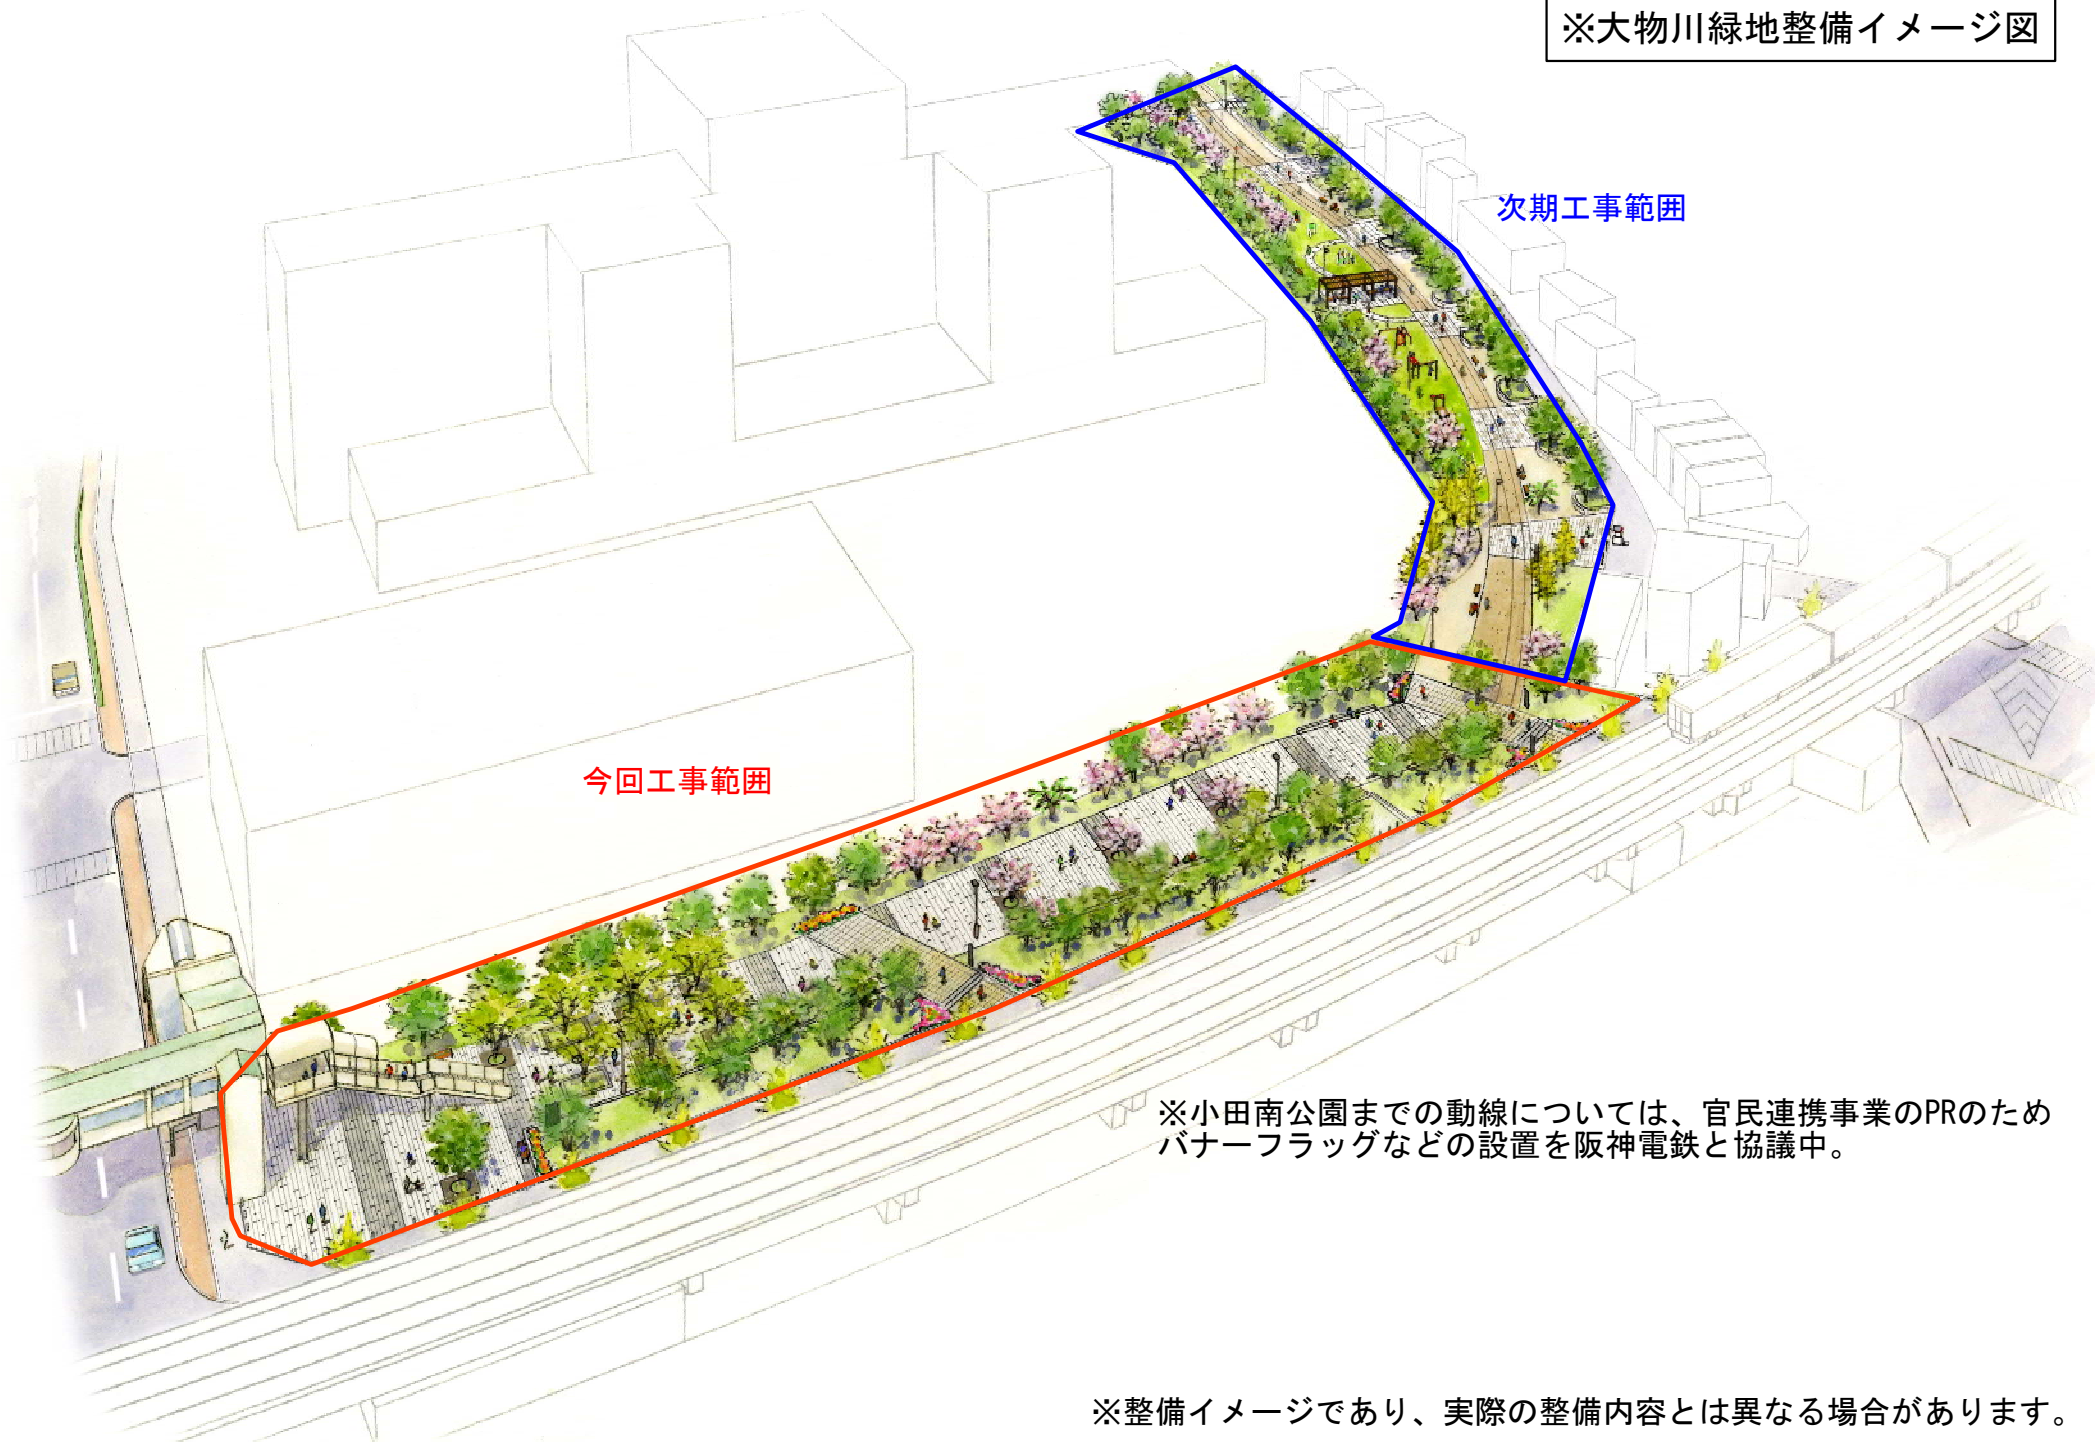 ※大物川緑地整備イメージ図
次期工事範囲
今回工事範囲
※小田南公園までの動線については、官民連携事業のPRのため
バナーフラッグなどの設置を阪神電鉄と協議中。
※整備イメージであり、実際の整備内容とは異なる場合があります。